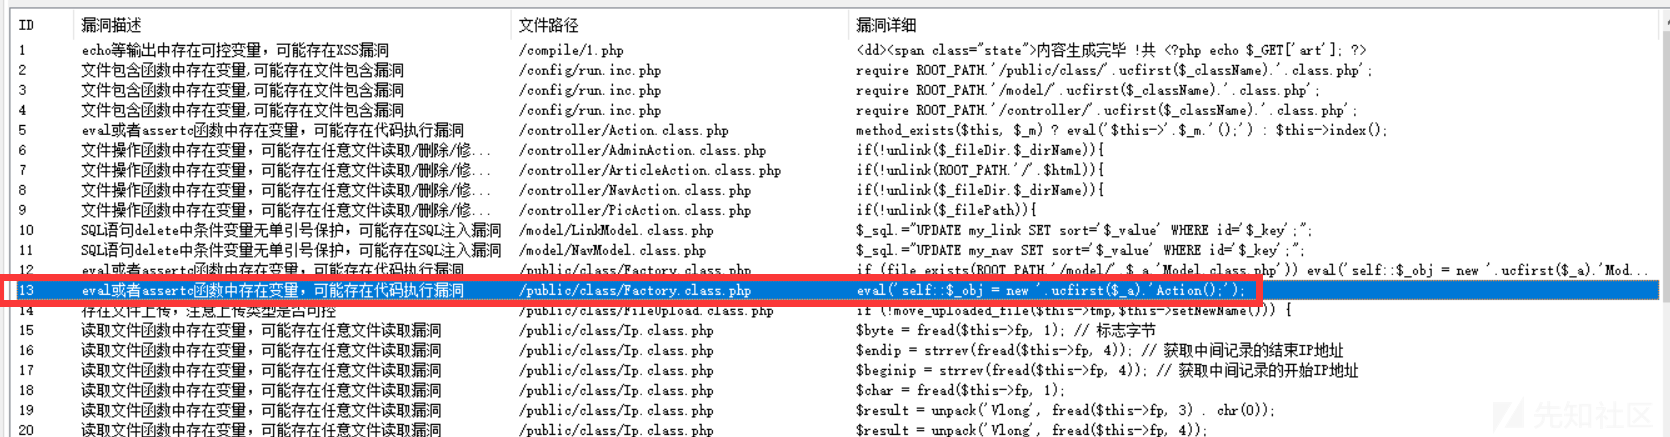 ID 漏洞描述 文件路径 漏洞详细
1 echo等输出中存在可控变量，可能存在XSS漏洞 /compile/1.php <dd><span class="state">内容生成完毕 !共 <?php echo $_GET['art']; ?>
2 文件包含函数中存在变量,可能存在文件包含漏洞 /config/run.inc.php require ROOT_PATH.'/public/class/'.ucfirst($_className).'.class.php';
3 文件包含函数中存在变量,可能存在文件包含漏洞 /config/run.inc.php require ROOT_PATH.'/model/'.ucfirst($_className).'.class.php';
4 文件包含函数中存在变量,可能存在文件包含漏洞 /config/run.inc.php require ROOT_PATH.'/controller/'.ucfirst($_className).'.class.php';
5 eval或者assertc函数中存在变量，可能存在代码执行漏洞 /controller/Action.class.php method_exists($this, $_m) ? eval('$this->'.$_m.'();') : $this->index();
6 文件操作函数中存在变量，可能存在任意文件读取/删除/修... /controller/AdminAction.class.php if(!unlink($_fileDir.$_dirName)){
7 文件操作函数中存在变量，可能存在任意文件读取/删除/修... /controller/ArticleAction.class.php if(!unlink(ROOT_PATH.'/'.$html)){
8 文件操作函数中存在变量，可能存在任意文件读取/删除/修... /controller/NavAction.class.php if(!unlink($_fileDir.$_dirName)){
9 文件操作函数中存在变量，可能存在任意文件读取/删除/修... /controller/PicAction.class.php if(!unlink($_filePath)){
10 SQL语句delete中条件变量无单引号保护，可能存在SQL注入漏洞 /model/LinkModel.class.php $_sql.="UPDATE my_link SET sort='$_value' WHERE id='$_key';";
11 SQL语句delete中条件变量无单引号保护，可能存在SQL注入漏洞 /model/NavModel.class.php $_sql.="UPDATE my_nav SET sort='$_value' WHERE id='$_key';";
12 eval或者assertc函数中存在变量，可能存在代码执行漏洞 /public/class/Factory.class.php if (file_exists(ROOT_PATH.'/model/'.$_a.'Model.class.php')) eval('self::$_obj = new '.ucfirst($_a).'Mod...
13 eval或者assertc函数中存在变量，可能存在代码执行漏洞 /public/class/Factory.class.php eval('self::$_obj = new '.ucfirst($_a).'Action();');
14 存在文件上传，注意上传类型是否可控 /public/class/FileUpload.class.php if (!move_uploaded_file($this->tmp,$this->setNewName())) {
15 读取文件函数中存在变量，可能存在任意文件读取漏洞 /public/class/Ip.class.php $byte = fread($this->fp, 1); // 标志字节
16 读取文件函数中存在变量，可能存在任意文件读取漏洞 /public/class/Ip.class.php $endip = strrev(fread($this->fp, 4)); // 获取中间记录的结束IP地址
17 读取文件函数中存在变量，可能存在任意文件读取漏洞 /public/class/Ip.class.php $beginip = strrev(fread($this->fp, 4)); // 获取中间记录的开始IP地址
18 读取文件函数中存在变量，可能存在任意文件读取漏洞 /public/class/Ip.class.php $char = fread($this->fp, 1);
19 读取文件函数中存在变量，可能存在任意文件读取漏洞 /public/class/Ip.class.php $result = unpack('Vlong', fread($this->fp, 3) . chr(0));
20 读取文件函数中存在变量，可能存在任意文件读取漏洞 /public/class/Ip.class.php $result = unpack('Vlong', fread($this->fp, 4));
先知社区